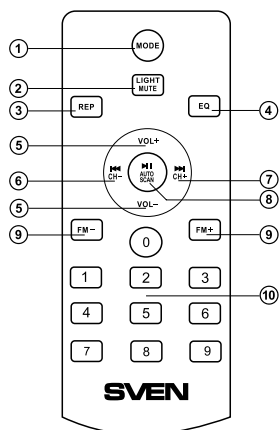 ① MODE
② LIGHT
MUTE
③ REP
EQ ④
⑤ VOL+
⑥ ⏮ CH–
⏯ AUTO SCAN
⏭ CH+ ⑦
⑧
⑤ VOL–
⑨ FM–
FM+ ⑨
0
1 2 3
⑩
4 5 6
7 8 9
SVEN